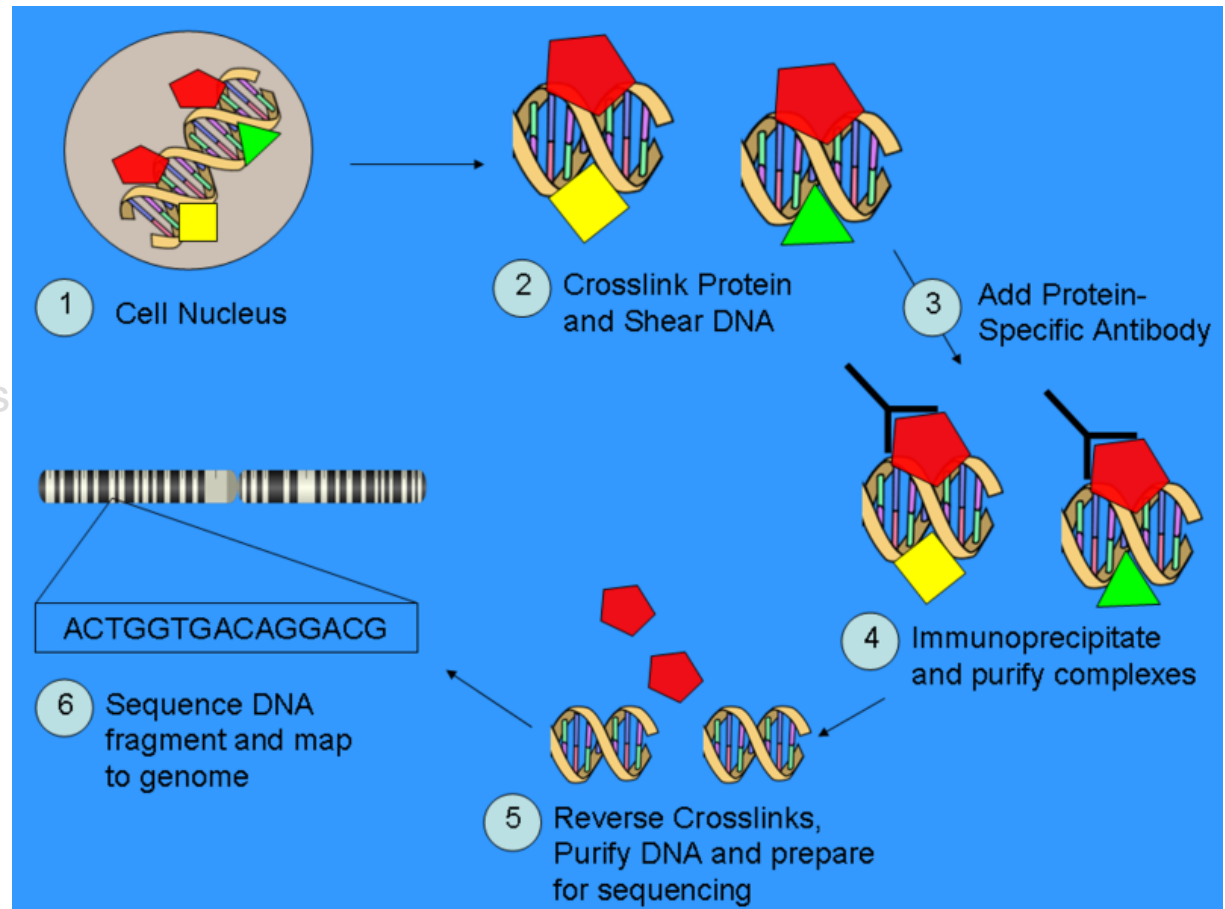 1
Cell Nucleus
2
Crosslink Protein
and Shear DNA
3
Add Protein-
Specific Antibody
4
Immunoprecipitate
and purify complexes
5
Reverse Crosslinks,
Purify DNA and prepare
for sequencing
ACTGGTGACAGGACG
6
Sequence DNA
fragment and map
to genome
s